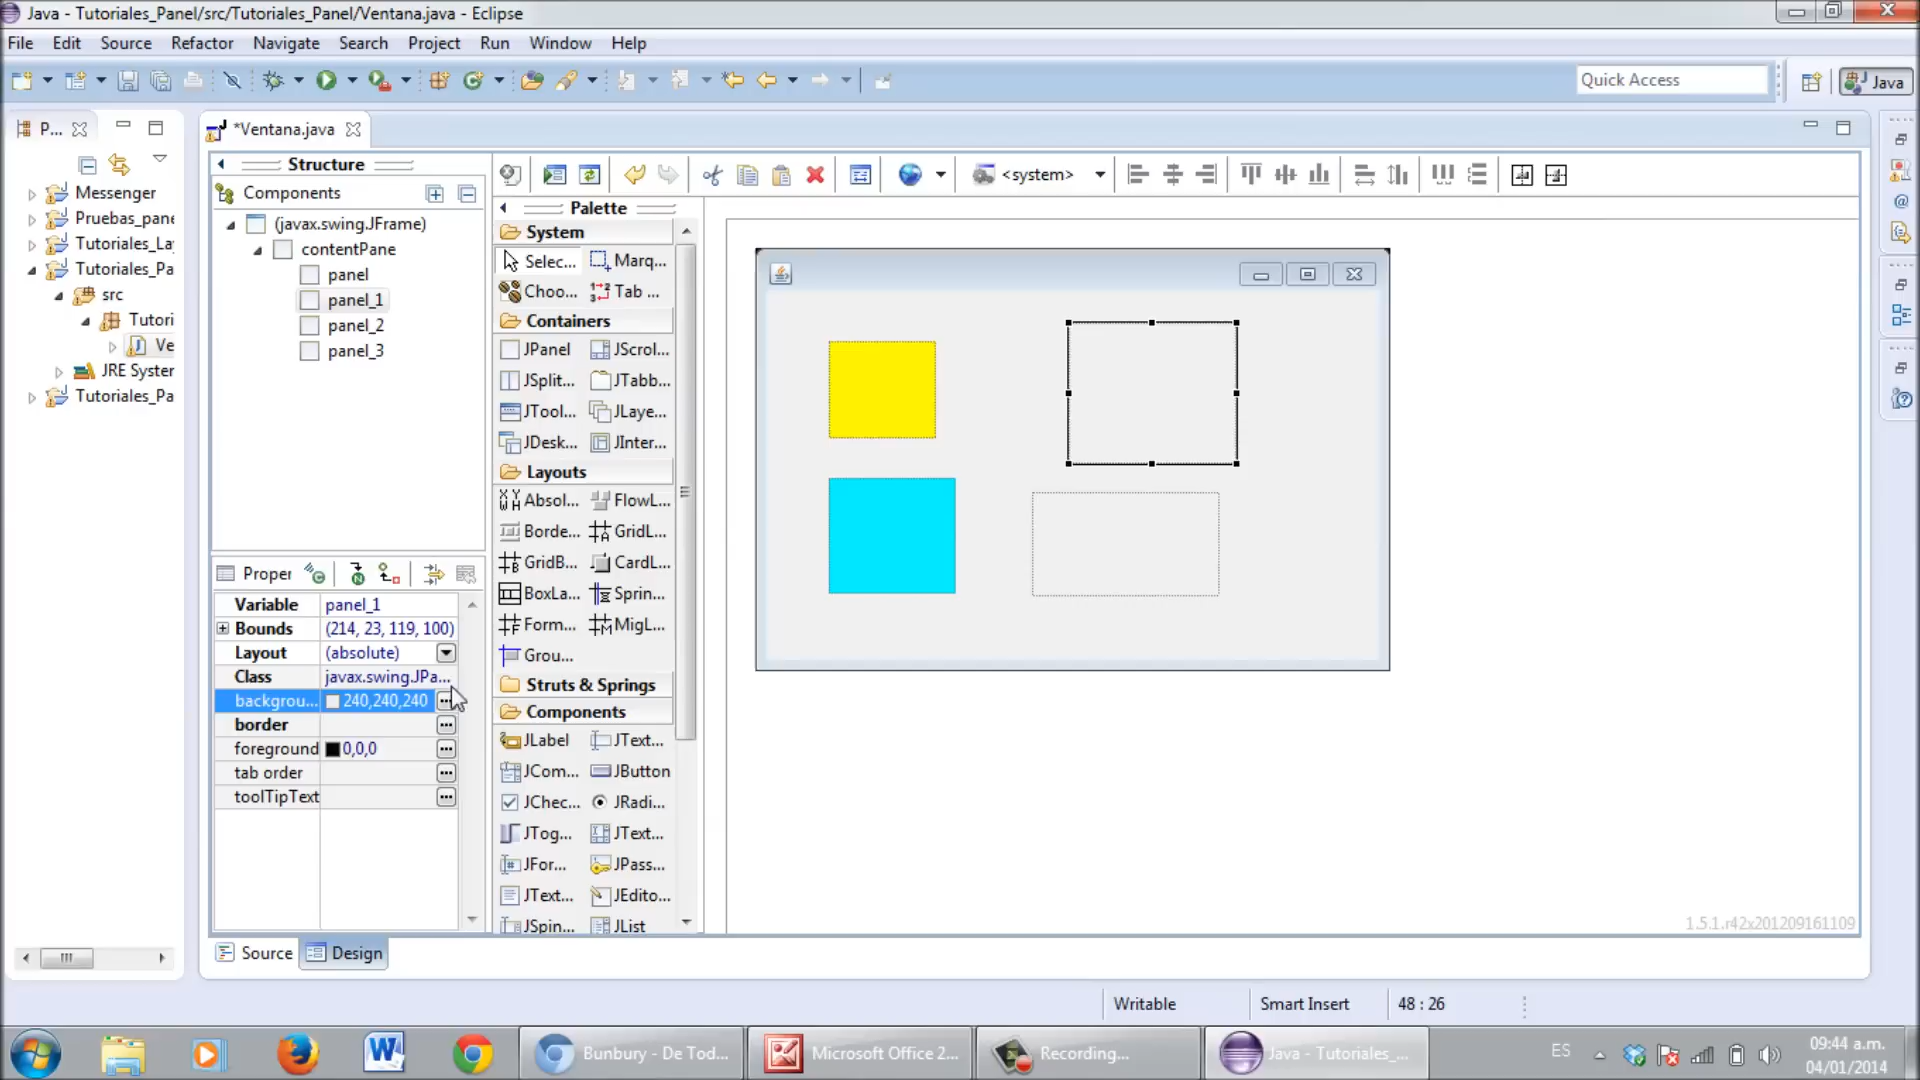 Java - Tutoriales_Panel/src/Tutoriales_Panel/Ventana.java - Eclipse
File Edit Source Refactor Navigate Search Project Run Window Help
Quick Access
Java
P...
*Ventana.java
Structure
Components
(javax.swing.JFrame)
contentPane
panel
panel_1
panel_2
panel_3
Messenger
Pruebas_pane
Tutoriales_La
Tutoriales_Pa
src
Tutori
Ve
JRE Syster
Tutoriales_Pa
<system>
Palette
System
Selec... Marq...
Choo... Tab ...
Containers
JPanel JScrol...
JSplit... JTabb...
JTool... JLaye...
JDesk... JInter...
Layouts
Absol... FlowL...
Borde... GridL...
GridB... CardL...
BoxLa... Sprin...
Form... MigL...
Grou...
Struts & Springs
Components
JLabel JText...
JCom... JButton
JChec... JRadi...
JTog... JText...
JFor... JPass...
JText... JEdito...
JSpin... JList
Proper
Variable panel_1
Bounds (214, 23, 119, 100)
Layout (absolute)
Class javax.swing.JPa...
backgrou... 240,240,240
border
foreground 0,0,0
tab order
toolTipText
1.5.1.r42x201209161109
Source Design
Writable Smart Insert 48 : 26
Bunbury - De Tod...
Microsoft Office 2...
Recording...
Java - Tutoriales_...
ES
09:44 a.m.
04/01/2014